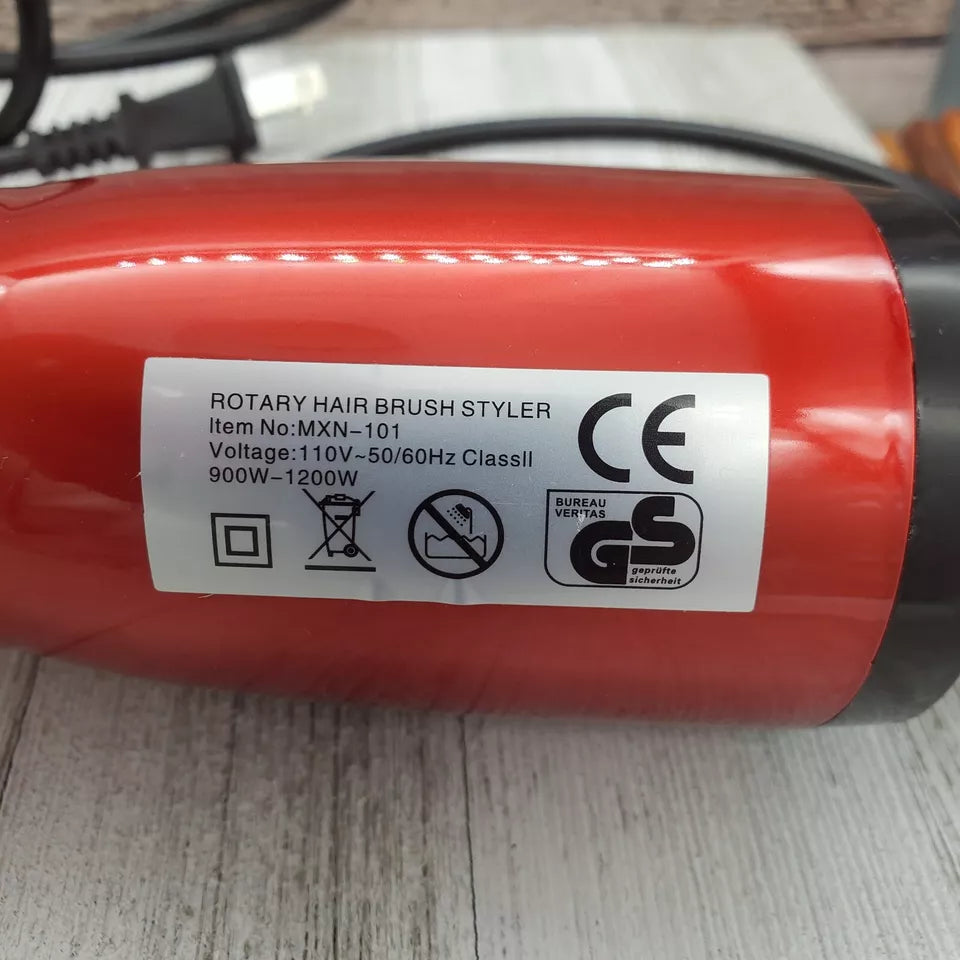 ROTARY HAIR BRUSH STYLER
Item No:MXN-101
Voltage:110V~50/60Hz ClassII
900W-1200W
CE
BUREAU
VERITAS
GS
geprüfte
sicherheit